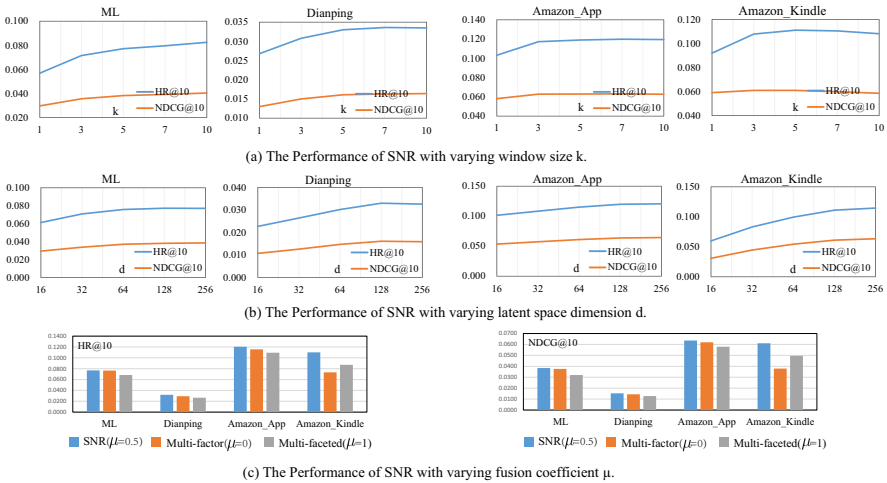 ML
Dianping
Amazon_App
Amazon_Kindle
0.100
0.080
0.060
0.040
0.020
HR@10
NDCG@10
k
1 3 5 7 10
0.035
0.030
0.025
0.020
0.015
0.010
HR@10
NDCG@10
k
1 3 5 7 10
0.120
0.100
0.080
0.060
0.040
HR@10
NDCG@10
k
1 3 5 7 10
0.120
0.100
0.080
0.060
0.040
HR@10
NDCG@10
k
1 3 5 7 10
(a) The Performance of SNR with varying window size k.
ML
Dianping
Amazon_App
Amazon_Kindle
0.100
0.080
0.060
0.040
0.020
0.000
HR@10
NDCG@10
d
16 32 64 128 256
0.040
0.030
0.020
0.010
0.000
HR@10
NDCG@10
d
16 32 64 128 256
0.150
0.100
0.050
0.000
HR@10
NDCG@10
d
16 32 64 128 256
0.150
0.100
0.050
0.000
HR@10
NDCG@10
d
16 32 64 128 256
(b) The Performance of SNR with varying latent space dimension d.
HR@10
0.1400
0.1200
0.1000
0.0800
0.0600
0.0400
0.0200
0.0000
ML Dianping Amazon_App Amazon_Kindle
SNR(μ=0.5) Multi-factor(μ=0) Multi-faceted(μ=1)
NDCG@10
0.0700
0.0600
0.0500
0.0400
0.0300
0.0200
0.0100
0.0000
ML Dianping Amazon_App Amazon_Kindle
SNR(μ=0.5) Multi-factor(μ=0) Multi-faceted(μ=1)
(c) The Performance of SNR with varying fusion coefficient μ.